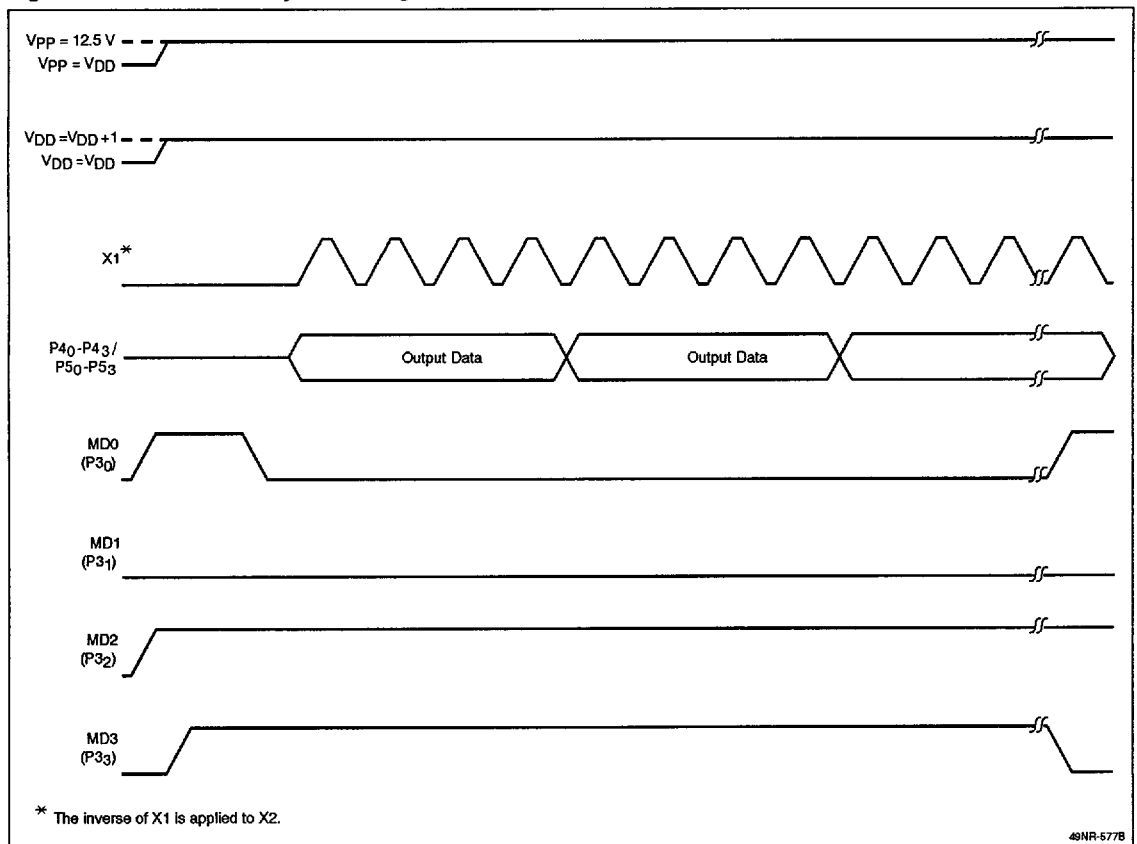 VPP = 12.5 V
VPP = VDD
VDD = VDD +1
VDD = VDD
X1*
P40-P43 /
P50-P53
Output Data
Output Data
MD0
(P30)
MD1
(P31)
MD2
(P32)
MD3
(P33)
* The inverse of X1 is applied to X2.
49NR-577B